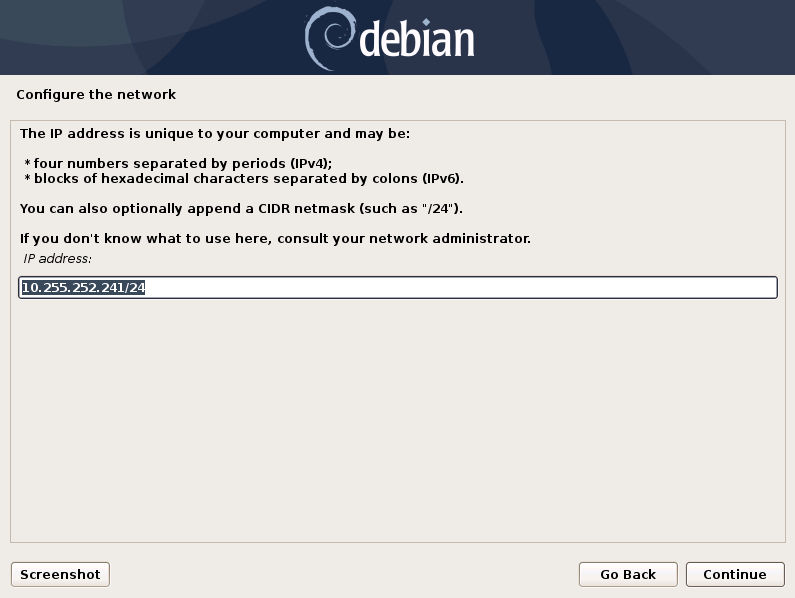 debian
Configure the network
The IP address is unique to your computer and may be:
* four numbers separated by periods (IPv4);
* blocks of hexadecimal characters separated by colons (IPv6).
You can also optionally append a CIDR netmask (such as "/24").
If you don't know what to use here, consult your network administrator.
IP address:
10.255.252.241/24
Screenshot
Go Back
Continue